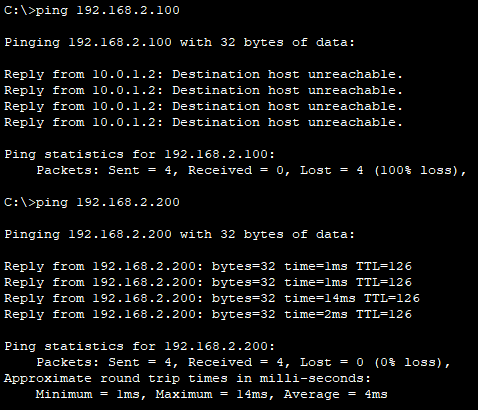 C:\>ping 192.168.2.100
Pinging 192.168.2.100 with 32 bytes of data:
Reply from 10.0.1.2: Destination host unreachable.
Reply from 10.0.1.2: Destination host unreachable.
Reply from 10.0.1.2: Destination host unreachable.
Reply from 10.0.1.2: Destination host unreachable.
Ping statistics for 192.168.2.100:
    Packets: Sent = 4, Received = 0, Lost = 4 (100% loss),
C:\>ping 192.168.2.200
Pinging 192.168.2.200 with 32 bytes of data:
Reply from 192.168.2.200: bytes=32 time=1ms TTL=126
Reply from 192.168.2.200: bytes=32 time=1ms TTL=126
Reply from 192.168.2.200: bytes=32 time=14ms TTL=126
Reply from 192.168.2.200: bytes=32 time=2ms TTL=126
Ping statistics for 192.168.2.200:
    Packets: Sent = 4, Received = 4, Lost = 0 (0% loss),
Approximate round trip times in milli-seconds:
    Minimum = 1ms, Maximum = 14ms, Average = 4ms